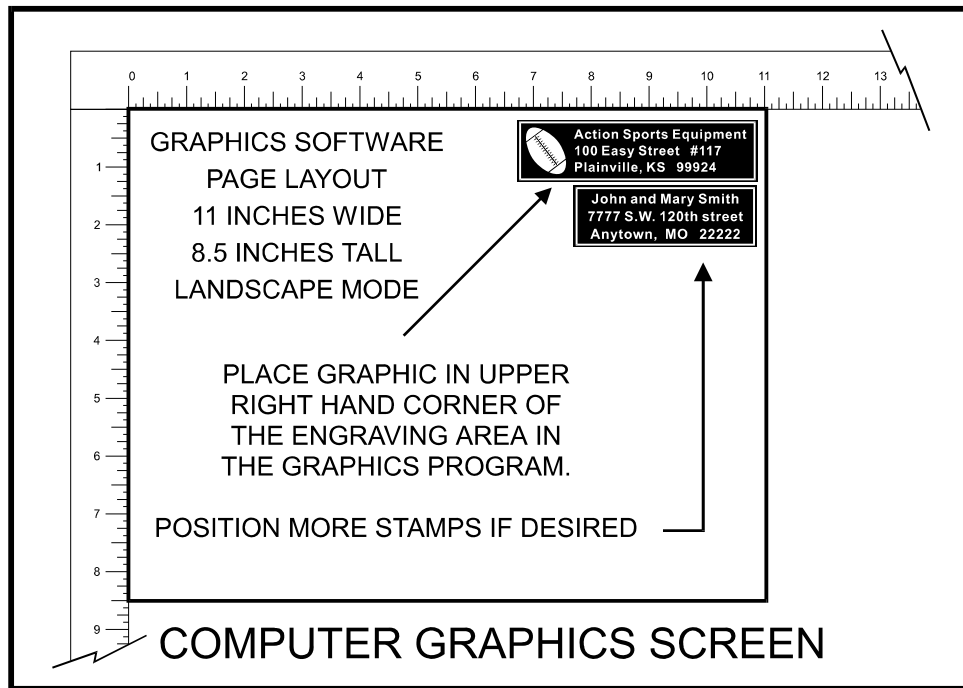 0 1 2 3 4 5 6 7 8 9 10 11 12 13
1
2
3
4
5
6
7
8
9
GRAPHICS SOFTWARE
PAGE LAYOUT
11 INCHES WIDE
8.5 INCHES TALL
LANDSCAPE MODE
Action Sports Equipment
100 Easy Street #117
Plainville, KS 99924
John and Mary Smith
7777 S.W. 120th street
Anytown, MO 22222
PLACE GRAPHIC IN UPPER
RIGHT HAND CORNER OF
THE ENGRAVING AREA IN
THE GRAPHICS PROGRAM.
POSITION MORE STAMPS IF DESIRED
COMPUTER GRAPHICS SCREEN